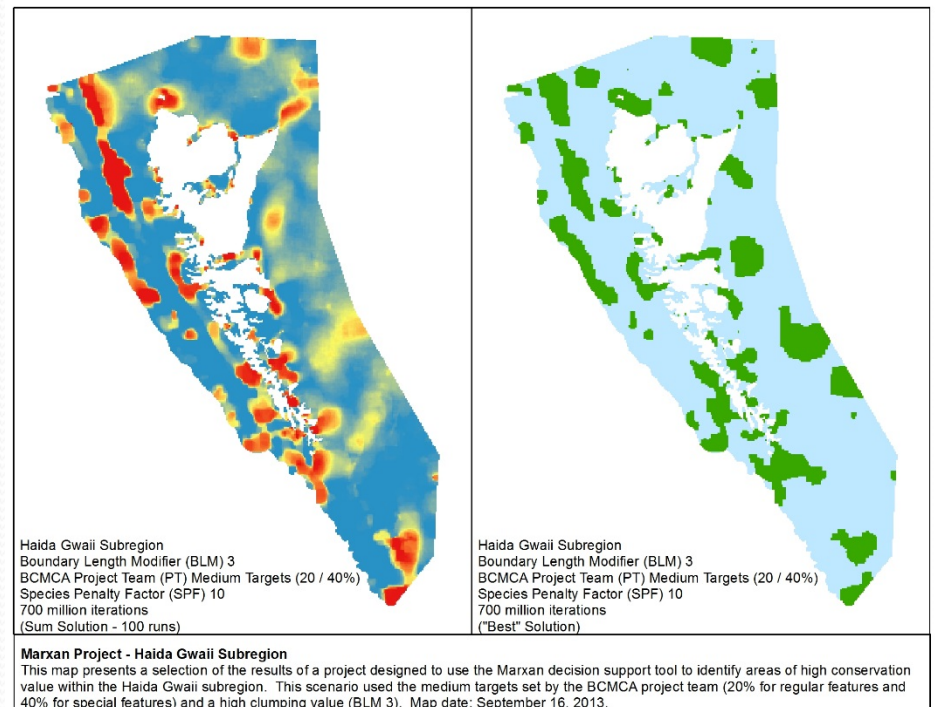 Haida Gwaii Subregion
Boundary Length Modifier (BLM) 3
BCMCA Project Team (PT) Medium Targets (20 / 40%)
Species Penalty Factor (SPF) 10
700 million iterations
(Sum Solution - 100 runs)
Haida Gwaii Subregion
Boundary Length Modifier (BLM) 3
BCMCA Project Team (PT) Medium Targets (20 / 40%)
Species Penalty Factor (SPF) 10
700 million iterations
("Best" Solution)
Marxan Project - Haida Gwaii Subregion
This map presents a selection of the results of a project designed to use the Marxan decision support tool to identify areas of high conservation
value within the Haida Gwaii subregion. This scenario used the medium targets set by the BCMCA project team (20% for regular features and
40% for special features) and a high clumping value (BLM 3). Map date: September 16, 2013.